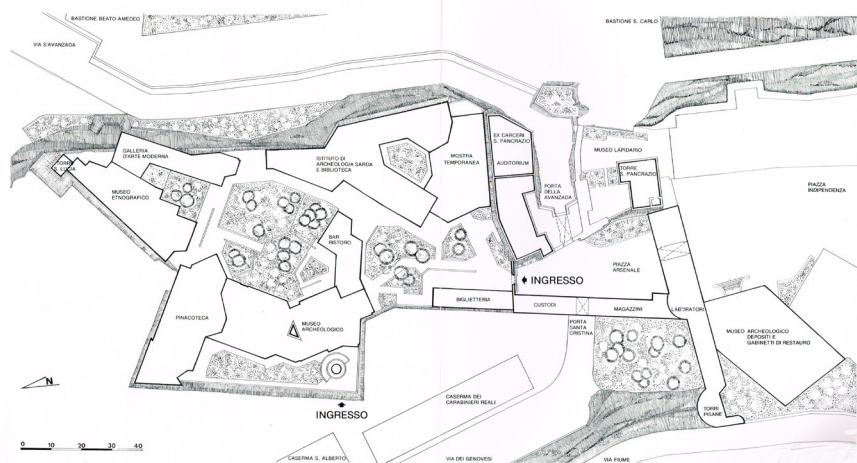 BASTIONE BEATO AMEDEO
BASTIONE S. CARLO
VIA S'AVANZADA
EX CARCERI
S. PANCRAZIO
GALLERIA
D'ARTE MODERNA
ISTITUTO DI
ARCHEOLOGIA SARDA
E BIBLIOTECA
MOSTRA
TEMPORANEA
AUDITORIUM
MUSEO LAPIDARIO
TORRE
S. LUCIA
TORRE
S. PANCRAZIO
MUSEO
ETNOGRAFICO
PORTA
DELLA
AVANZADA
PIAZZA
INDIPENDENZA
BAR
RISTORO
PIAZZA
ARSENALE
INGRESSO
BIGLIETTERIA
CUSTODI
MAGAZZINI
LABORATORI
PINACOTECA
MUSEO
ARCHEOLOGICO
PORTA
SANTA
CRISTINA
MUSEO ARCHEOLOGICO
DEPOSITI E
GABINETTI DI RESTAURO
N
CASERMA DEI
CARABINIERI REALI
INGRESSO
TORRI
PISANE
0 10 20 30 40
CASERMA S. ALBERTO
VIA DEI GENOVESI
VIA FIUME